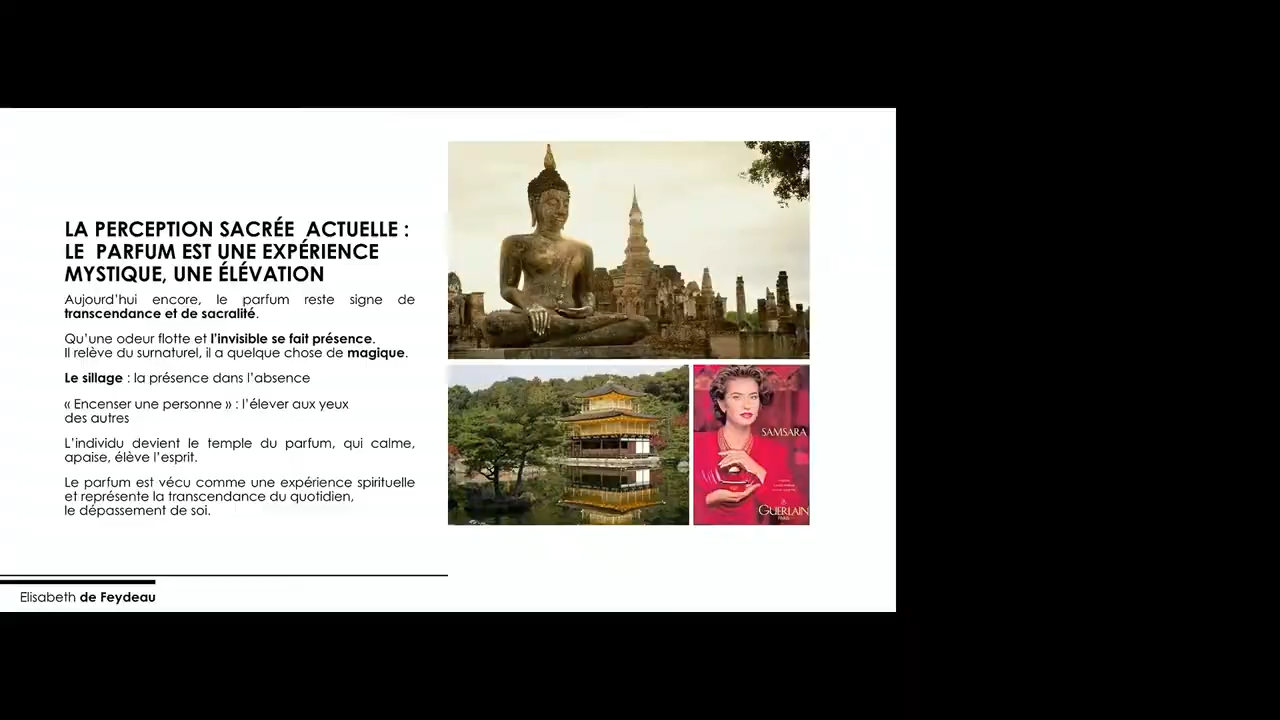 LA PERCEPTION SACRÉE ACTUELLE :
LE PARFUM EST UNE EXPÉRIENCE
MYSTIQUE, UNE ÉLÉVATION
Aujourd’hui encore, le parfum reste signe de
transcendance et de sacralité.
Qu’une odeur flotte et l’invisible se fait présence.
Il relève du surnaturel, il a quelque chose de magique.
Le sillage : la présence dans l’absence
« Encenser une personne » : l’élever aux yeux
des autres
L’individu devient le temple du parfum, qui calme,
apaise, élève l’esprit.
Le parfum est vécu comme une expérience spirituelle
et représente la transcendance du quotidien,
le dépassement de soi.
SAMSARA
GUERLAIN
PARIS
Elisabeth de Feydeau